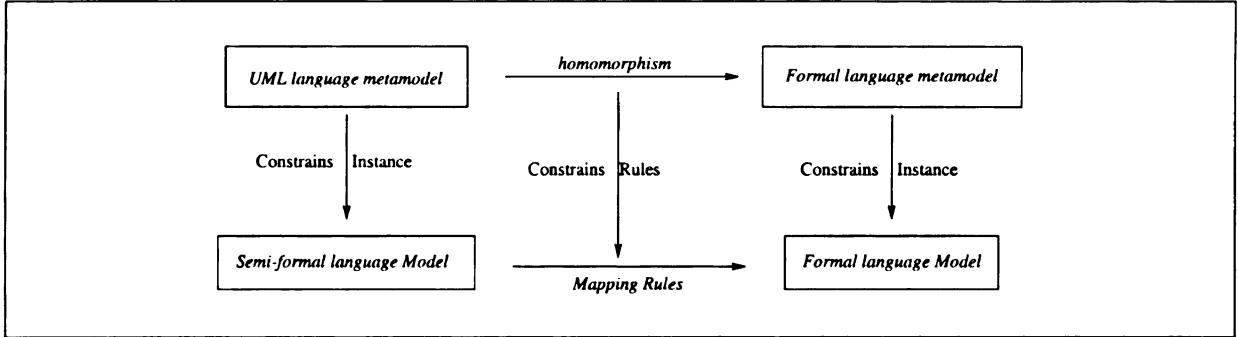 UML language metamodel
homomorphism
Formal language metamodel
Constrains Instance
Constrains Rules
Constrains Instance
Semi-formal language Model
Mapping Rules
Formal language Model